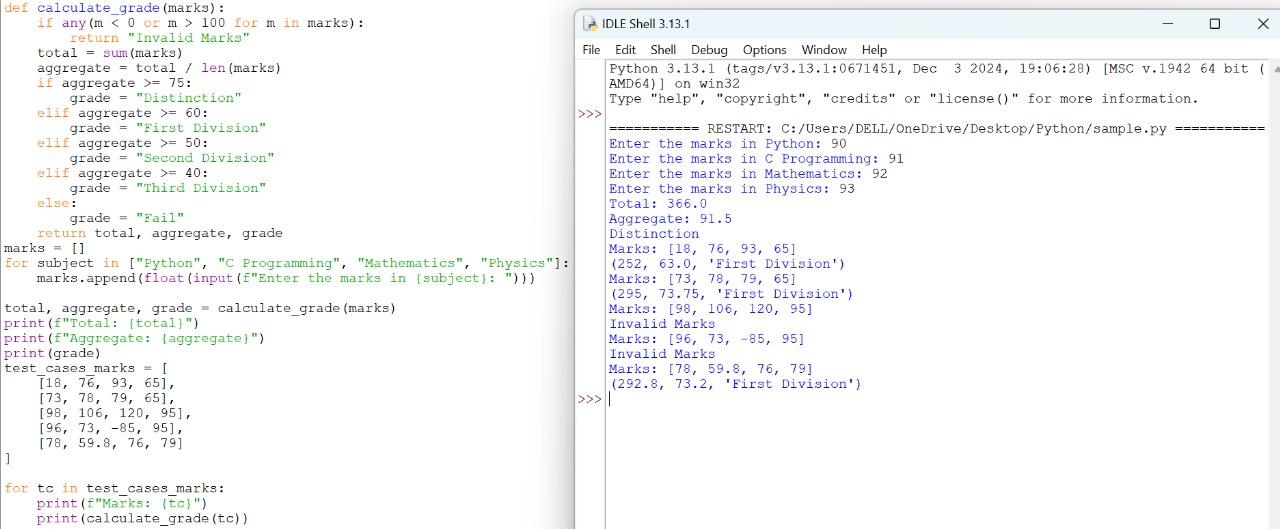 def calculate_grade(marks):
    if any(m < 0 or m > 100 for m in marks):
        return "Invalid Marks"
    total = sum(marks)
    aggregate = total / len(marks)
    if aggregate >= 75:
        grade = "Distinction"
    elif aggregate >= 60:
        grade = "First Division"
    elif aggregate >= 50:
        grade = "Second Division"
    elif aggregate >= 40:
        grade = "Third Division"
    else:
        grade = "Fail"
    return total, aggregate, grade
marks = []
for subject in ["Python", "C Programming", "Mathematics", "Physics"]:
    marks.append(float(input(f"Enter the marks in {subject}: ")))

total, aggregate, grade = calculate_grade(marks)
print(f"Total: {total}")
print(f"Aggregate: {aggregate}")
print(grade)
test_cases_marks = [
    [18, 76, 93, 65],
    [73, 78, 79, 65],
    [98, 106, 120, 95],
    [96, 73, -85, 95],
    [78, 59.8, 76, 79]
]

for tc in test_cases_marks:
    print(f"Marks: {tc}")
    print(calculate_grade(tc))
IDLE Shell 3.13.1
File Edit Shell Debug Options Window Help
Python 3.13.1 (tags/v3.13.1:0671451, Dec  3 2024, 19:06:28) [MSC v.1942 64 bit (
AMD64)] on win32
Type "help", "copyright", "credits" or "license()" for more information.
>>>
=========== RESTART: C:/Users/DELL/OneDrive/Desktop/Python/sample.py ===========
Enter the marks in Python: 90
Enter the marks in C Programming: 91
Enter the marks in Mathematics: 92
Enter the marks in Physics: 93
Total: 366.0
Aggregate: 91.5
Distinction
Marks: [18, 76, 93, 65]
(252, 63.0, 'First Division')
Marks: [73, 78, 79, 65]
(295, 73.75, 'First Division')
Marks: [98, 106, 120, 95]
Invalid Marks
Marks: [96, 73, -85, 95]
Invalid Marks
Marks: [78, 59.8, 76, 79]
(292.8, 73.2, 'First Division')
>>>